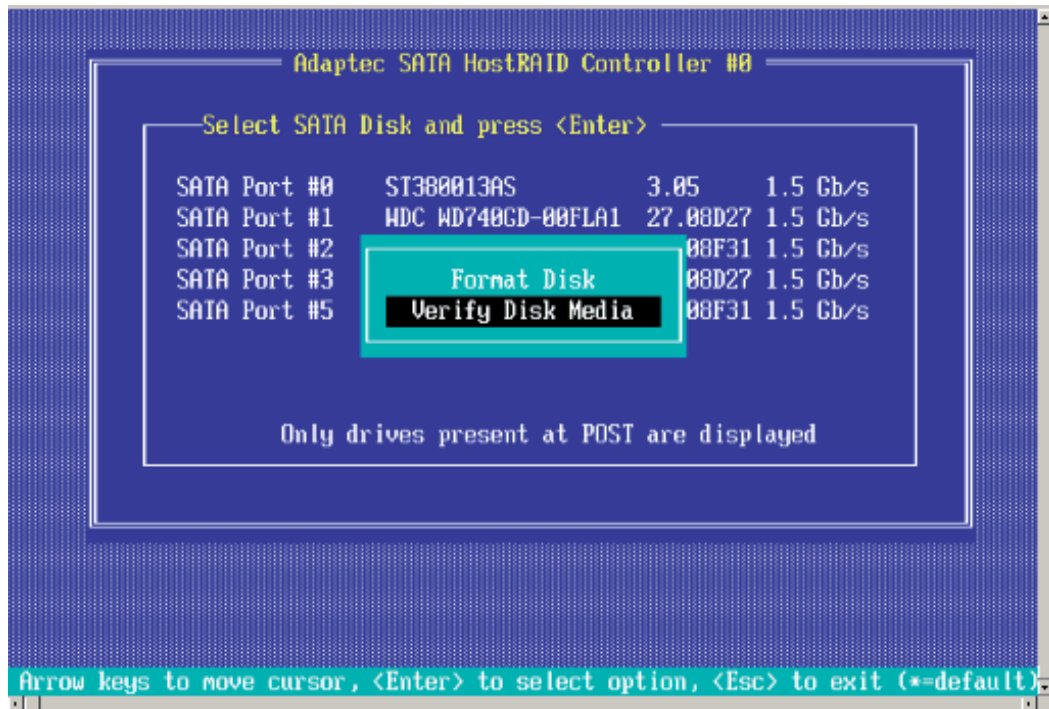 Adaptec SATA HostRAID Controller #0
Select SATA Disk and press <Enter>
SATA Port #0 ST380013AS 3.05 1.5 Gb/s
SATA Port #1 WDC WD740GD-00FLA1 27.08D27 1.5 Gb/s
SATA Port #2 08F31 1.5 Gb/s
Format Disk
SATA Port #3 08D27 1.5 Gb/s
Verify Disk Media
SATA Port #5 08F31 1.5 Gb/s
Only drives present at POST are displayed
Arrow keys to move cursor, <Enter> to select option, <Esc> to exit (*=default)